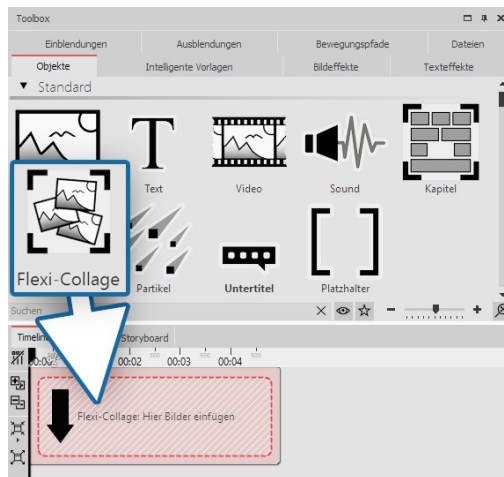 Toolbox
Einblendungen Ausblendungen Bewegungspfade Dateien
Objekte Intelligente Vorlagen Bildeffekte Texteffekte
Standard
Text Video Sound Kapitel
Flexi-Collage Partikel Untertitel Platzhalter
Suchen
Storyboard
00:02 00:03 00:04
Flexi-Collage: Hier Bilder einfügen